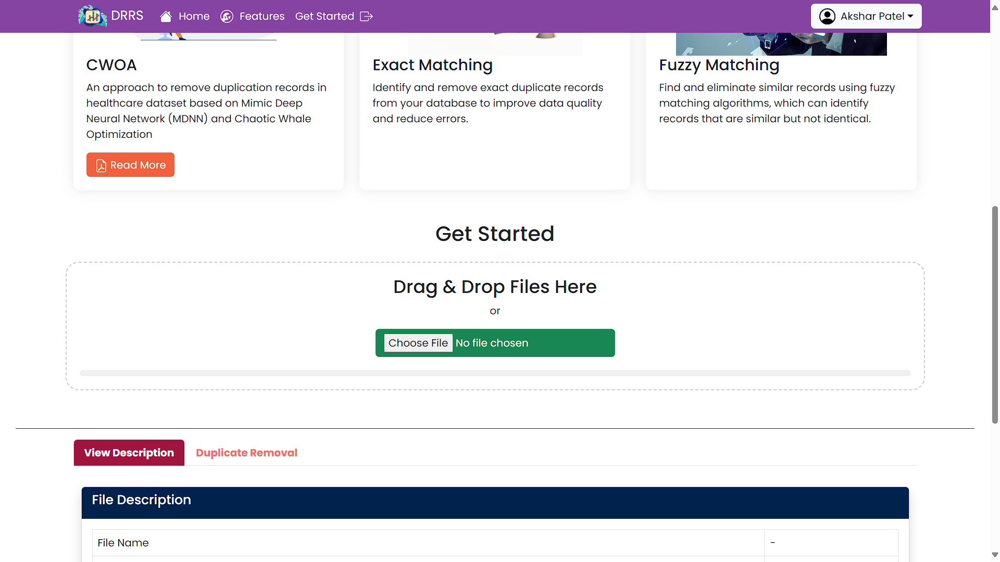 DRRS Home Features Get Started Akshar Patel
CWOA
An approach to remove duplication records in
healthcare dataset based on Mimic Deep
Neural Network (MDNN) and Chaotic Whale
Optimization
Read More
Exact Matching
Identify and remove exact duplicate records
from your database to improve data quality
and reduce errors.
Fuzzy Matching
Find and eliminate similar records using fuzzy
matching algorithms, which can identify
records that are similar but not identical.
Get Started
Drag & Drop Files Here
or
Choose File No file chosen
View Description Duplicate Removal
File Description
File Name -